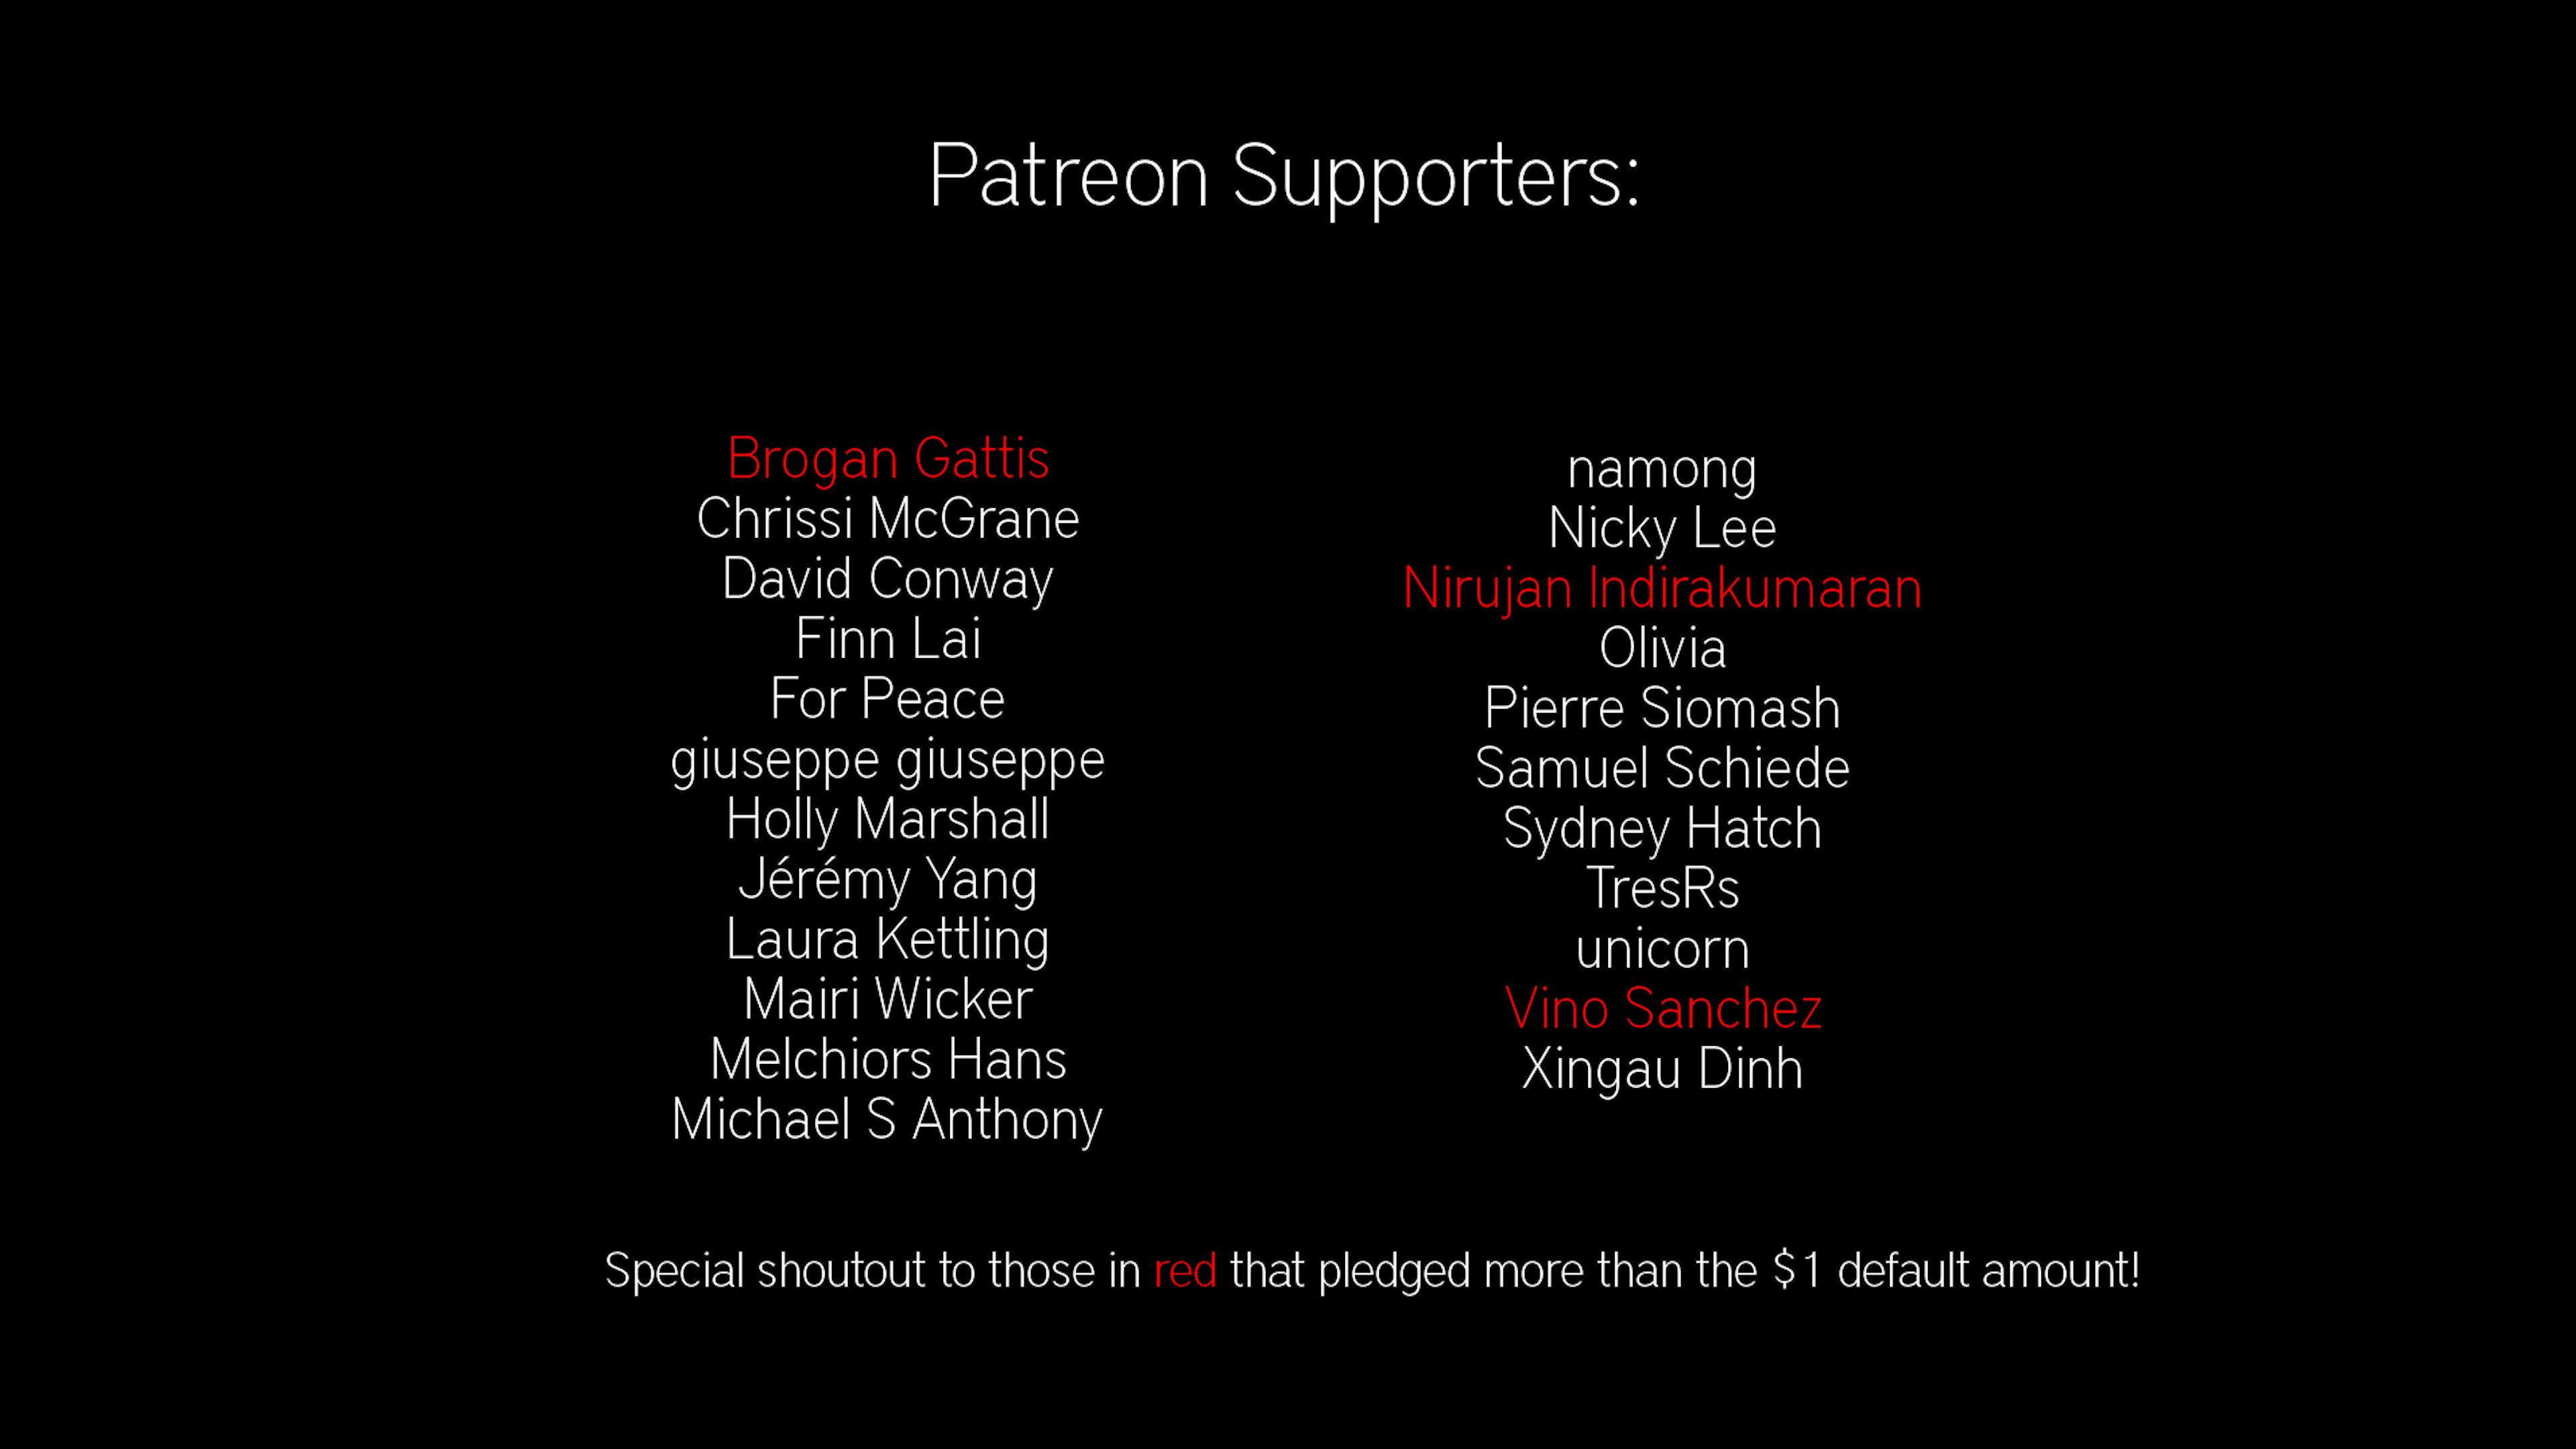 Patreon Supporters:
Brogan Gattis
Chrissi McGrane
David Conway
Finn Lai
For Peace
giuseppe giuseppe
Holly Marshall
Jérémy Yang
Laura Kettling
Mairi Wicker
Melchiors Hans
Michael S Anthony
namong
Nicky Lee
Nirujan Indirakumaran
Olivia
Pierre Siomash
Samuel Schiede
Sydney Hatch
TresRs
unicorn
Vino Sanchez
Xingau Dinh
Special shoutout to those in red that pledged more than the $1 default amount!